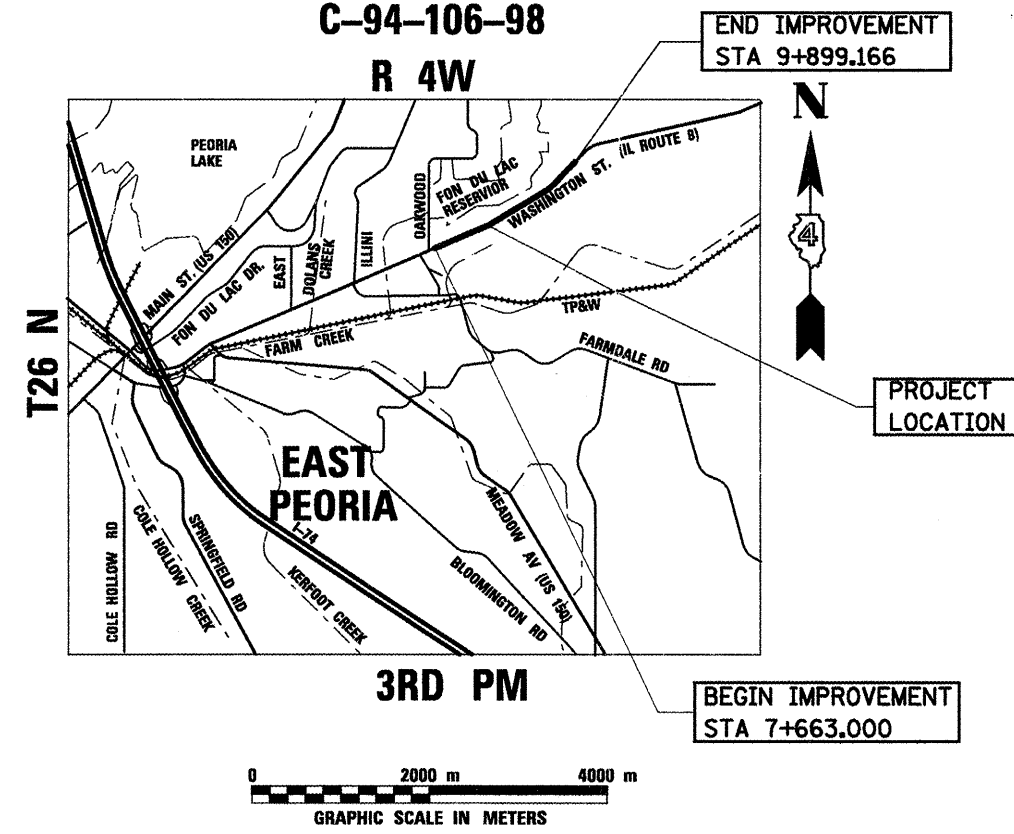 C-94-106-98
R 4W
END IMPROVEMENT
STA 9+899.166
N
4
PEORIA
LAKE
MAIN ST. (US 150)
FON DU LAC DR.
EAST
DOLANS
CREEK
ILLINI
OAKWOOD
FON DU LAC
RESERVIOR
WASHINGTON ST. (IL ROUTE 8)
TP&W
FARM CREEK
FARMDALE RD
T26 N
PROJECT
LOCATION
EAST
PEORIA
I-74
COLE HOLLOW RD
COLE HOLLOW CREEK
SPRINGFIELD RD
KERFOOT CREEK
BLOOMINGTON RD
MEADOW AV (US 150)
3RD PM
BEGIN IMPROVEMENT
STA 7+663.000
0 2000 m 4000 m
GRAPHIC SCALE IN METERS